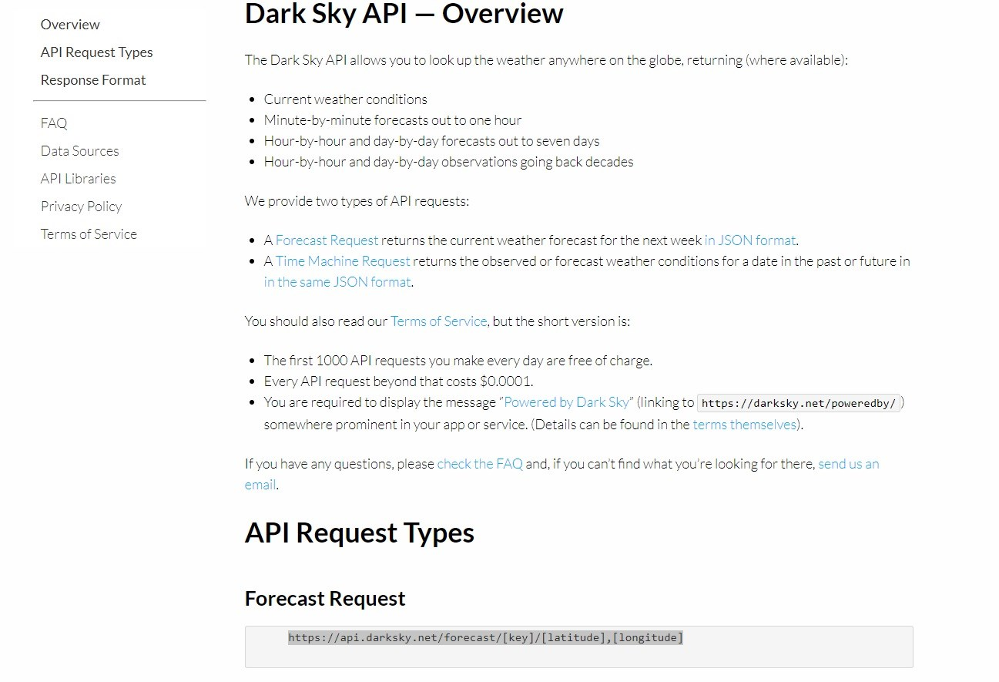 Overview
API Request Types
Response Format
FAQ
Data Sources
API Libraries
Privacy Policy
Terms of Service
Dark Sky API — Overview
The Dark Sky API allows you to look up the weather anywhere on the globe, returning (where available):
• Current weather conditions
• Minute-by-minute forecasts out to one hour
• Hour-by-hour and day-by-day forecasts out to seven days
• Hour-by-hour and day-by-day observations going back decades
We provide two types of API requests:
• A Forecast Request returns the current weather forecast for the next week in JSON format.
• A Time Machine Request returns the observed or forecast weather conditions for a date in the past or future in
in the same JSON format.
You should also read our Terms of Service, but the short version is:
• The first 1000 API requests you make every day are free of charge.
• Every API request beyond that costs $0.0001.
• You are required to display the message “Powered by Dark Sky” (linking to https://darksky.net/poweredby/)
somewhere prominent in your app or service. (Details can be found in the terms themselves).
If you have any questions, please check the FAQ and, if you can’t find what you’re looking for there, send us an
email.
API Request Types
Forecast Request
https://api.darksky.net/forecast/[key]/[latitude],[longitude]